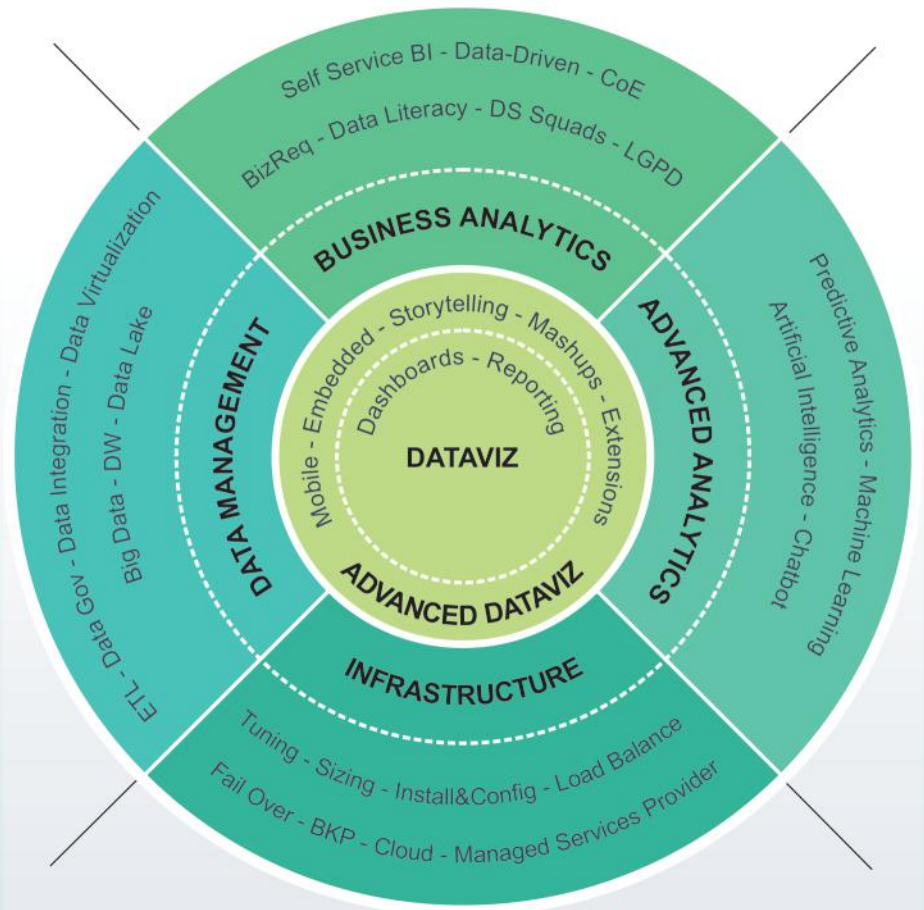 Self Service BI - Data-Driven - CoE
BizReq - Data Literacy - DS Squads - LGPD
BUSINESS ANALYTICS
ETL - Data Gov - Data Integration - Data Virtualization
Big Data - DW - Data Lake
DATA MANAGEMENT
Mobile - Embedded - Storytelling - Mashups - Extensions
Dashboards - Reporting
DATAVIZ
ADVANCED DATAVIZ
ADVANCED ANALYTICS
Artificial Intelligence - Chatbot
Predictive Analytics - Machine Learning
INFRASTRUCTURE
Tuning - Sizing - Install&Config - Load Balance
Fail Over - BKP - Cloud - Managed Services Provider